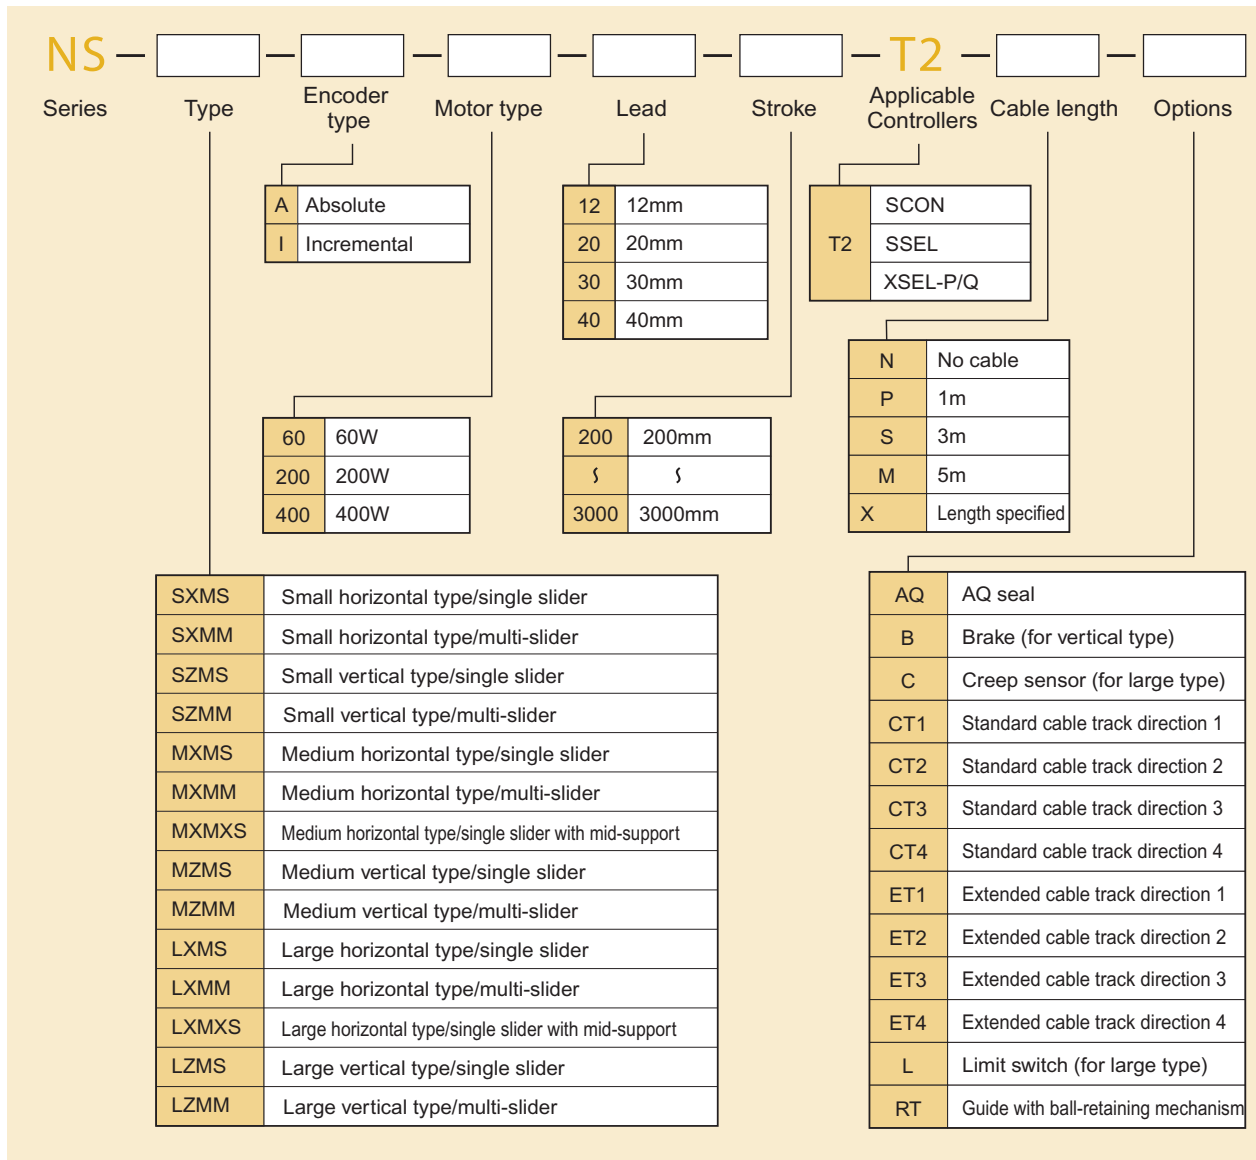 NS – – – – – – T2 – –
Series Type Encoder type Motor type Lead Stroke Applicable Controllers Cable length Options
A Absolute
I Incremental
12 12mm
20 20mm
30 30mm
40 40mm
T2 SCON
SSEL
XSEL-P/Q
N No cable
P 1m
S 3m
M 5m
X Length specified
60 60W
200 200W
400 400W
200 200mm
∫ ∫
3000 3000mm
SXMS Small horizontal type/single slider
SXMM Small horizontal type/multi-slider
SZMS Small vertical type/single slider
SZMM Small vertical type/multi-slider
MXMS Medium horizontal type/single slider
MXMM Medium horizontal type/multi-slider
MXMXS Medium horizontal type/single slider with mid-support
MZMS Medium vertical type/single slider
MZMM Medium vertical type/multi-slider
LXMS Large horizontal type/single slider
LXMM Large horizontal type/multi-slider
LXMXS Large horizontal type/single slider with mid-support
LZMS Large vertical type/single slider
LZMM Large vertical type/multi-slider
AQ AQ seal
B Brake (for vertical type)
C Creep sensor (for large type)
CT1 Standard cable track direction 1
CT2 Standard cable track direction 2
CT3 Standard cable track direction 3
CT4 Standard cable track direction 4
ET1 Extended cable track direction 1
ET2 Extended cable track direction 2
ET3 Extended cable track direction 3
ET4 Extended cable track direction 4
L Limit switch (for large type)
RT Guide with ball-retaining mechanism